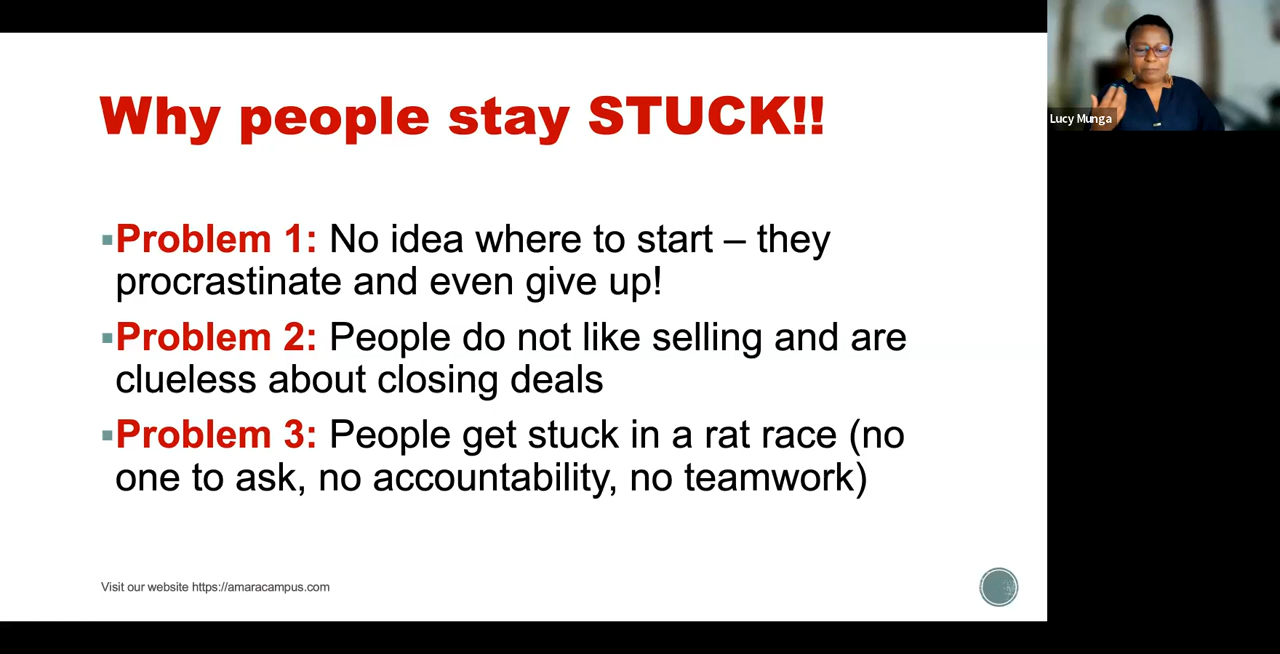 Why people stay STUCK!!
▪Problem 1: No idea where to start – they
procrastinate and even give up!
▪Problem 2: People do not like selling and are
clueless about closing deals
▪Problem 3: People get stuck in a rat race (no
one to ask, no accountability, no teamwork)
Visit our website https://amaracampus.com
Lucy Munga